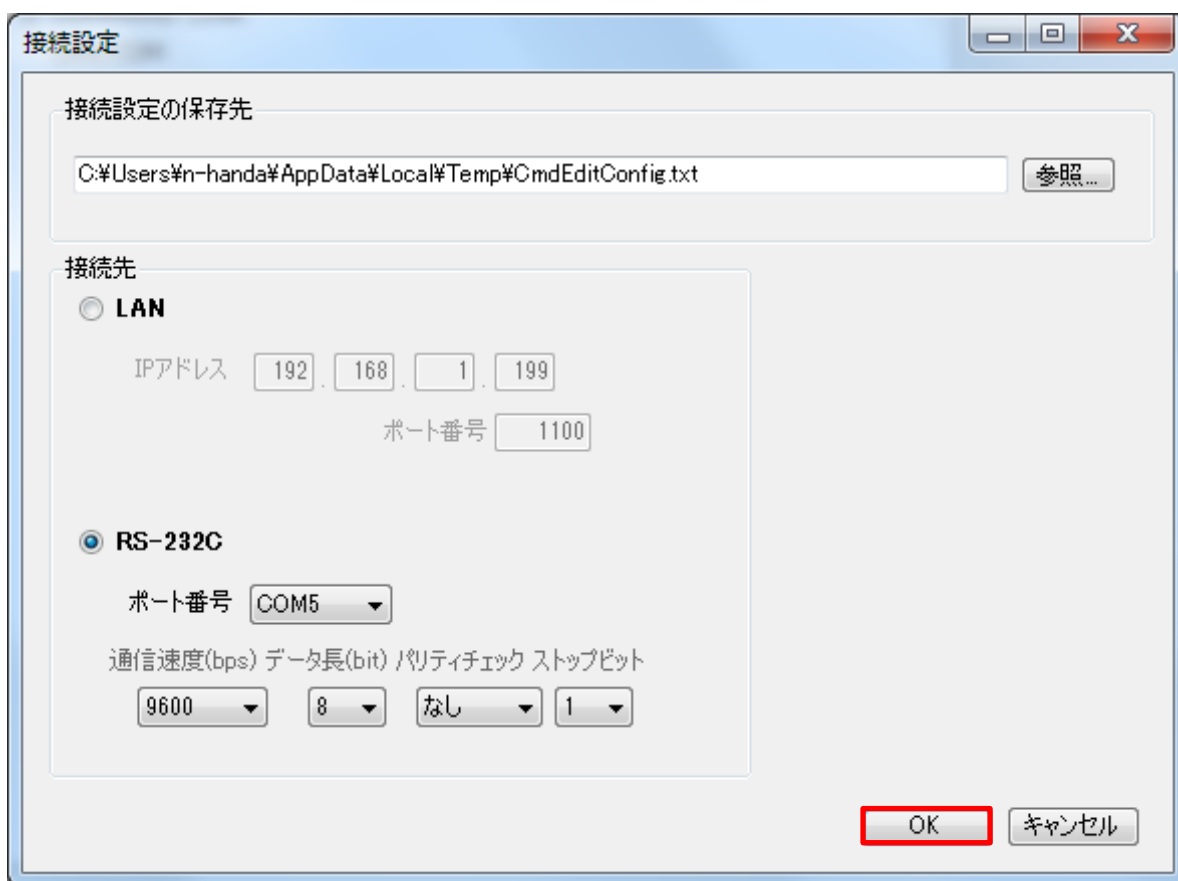 接続設定
接続設定の保存先
C:¥Users¥n-handa¥AppData¥Local¥Temp¥CmdEditConfig.txt 参照...
接続先
LAN
IPアドレス 192 . 168 . 1 . 199
ポート番号 1100
RS-232C
ポート番号 COM5
通信速度(bps) データ長(bit) パリティチェック ストップビット
9600 8 なし 1
OK キャンセル